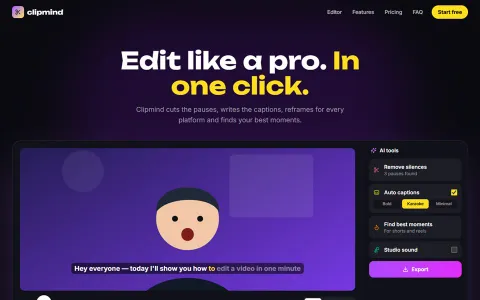 clipmind
Editor Features Pricing FAQ Start free
Edit like a pro. In
one click.
Clipmind cuts the pauses, writes the captions, reframes for every
platform and finds your best moments.
AI tools
Remove silences
3 pauses found
Auto captions
Bold Karaoke Minimal
Find best moments
For shorts and reels
Studio sound
Export
Hey everyone — today I'll show you how to edit a video in one minute